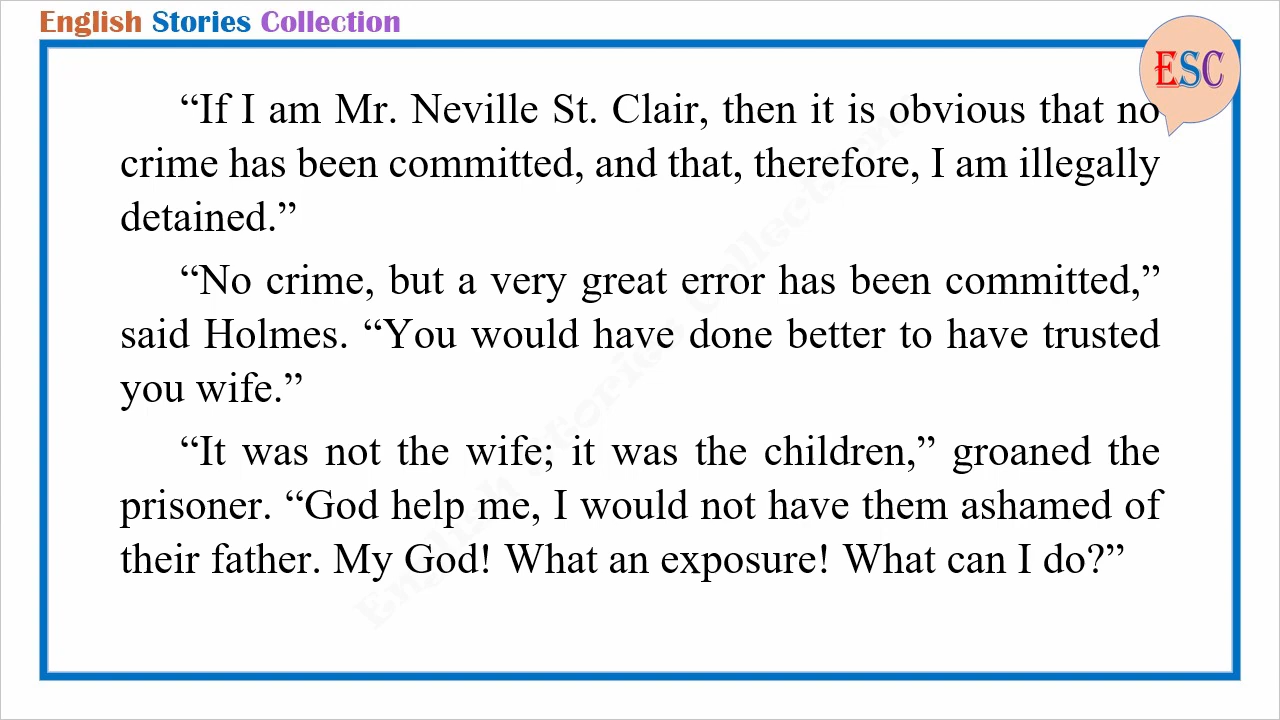 English Stories Collection
ESC
“If I am Mr. Neville St. Clair, then it is obvious that no
crime has been committed, and that, therefore, I am illegally
detained.”
“No crime, but a very great error has been committed,”
said Holmes. “You would have done better to have trusted
you wife.”
“It was not the wife; it was the children,” groaned the
prisoner. “God help me, I would not have them ashamed of
their father. My God! What an exposure! What can I do?”
English Stories Collection